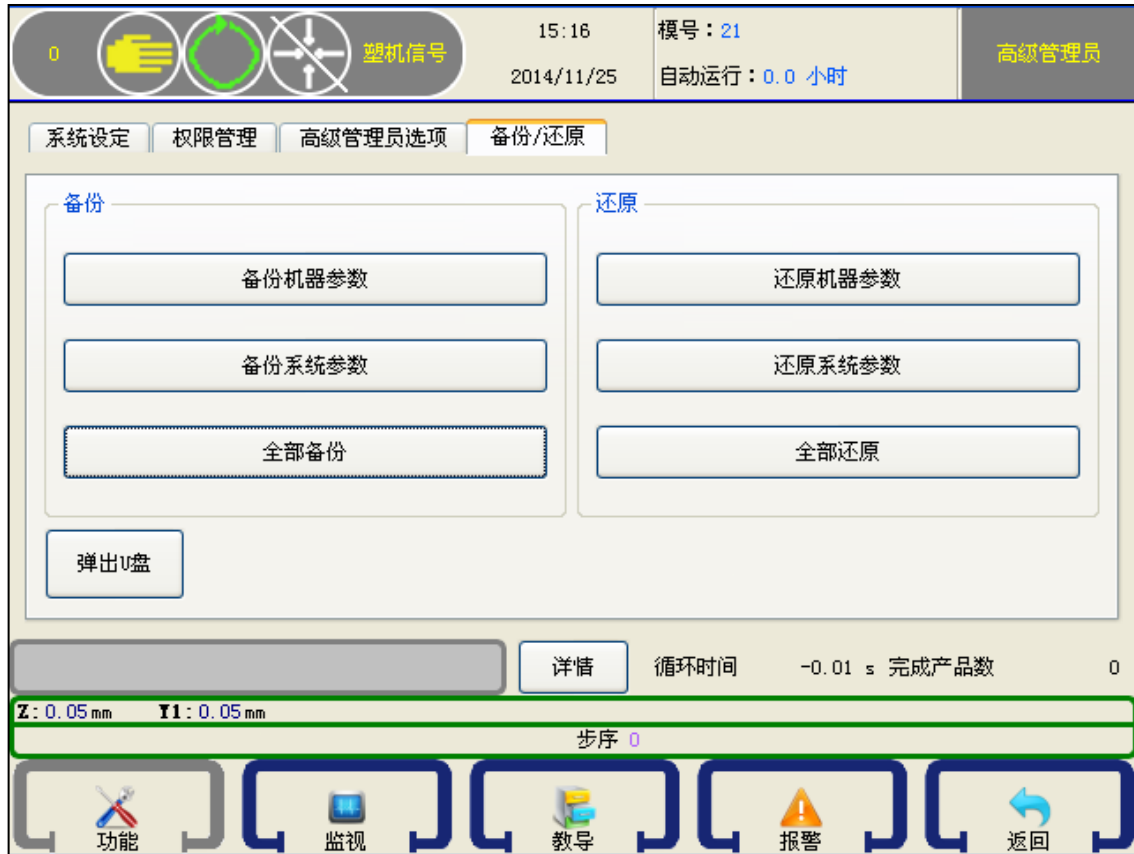 0 塑机信号 15:16 模号：21 高级管理员
2014/11/25 自动运行：0.0 小时
系统设定 权限管理 高级管理员选项 备份/还原
备份 还原
备份机器参数 还原机器参数
备份系统参数 还原系统参数
全部备份 全部还原
弹出U盘
详情 循环时间 -0.01 s 完成产品数 0
Z:0.05mm Y1:0.05mm
步序 0
功能 监视 教导 报警 返回